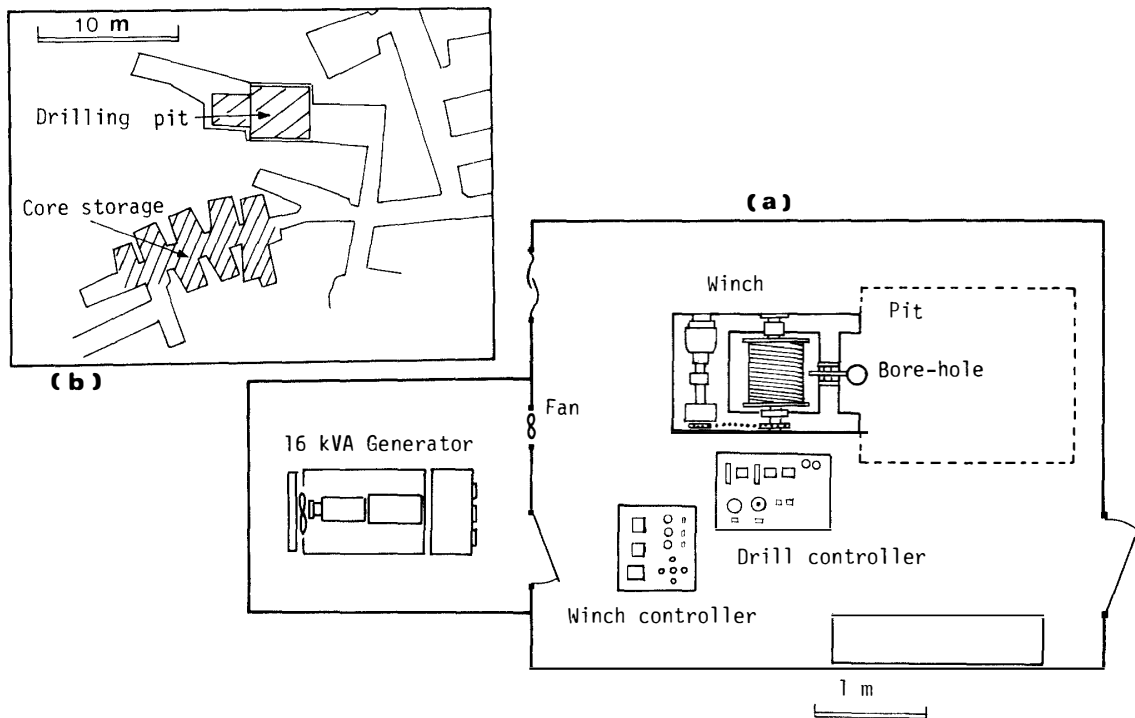 10 m
Drilling pit
Core storage
(b)
(a)
Winch
Pit
Bore-hole
Fan
16 kVA Generator
Drill controller
Winch controller
1 m